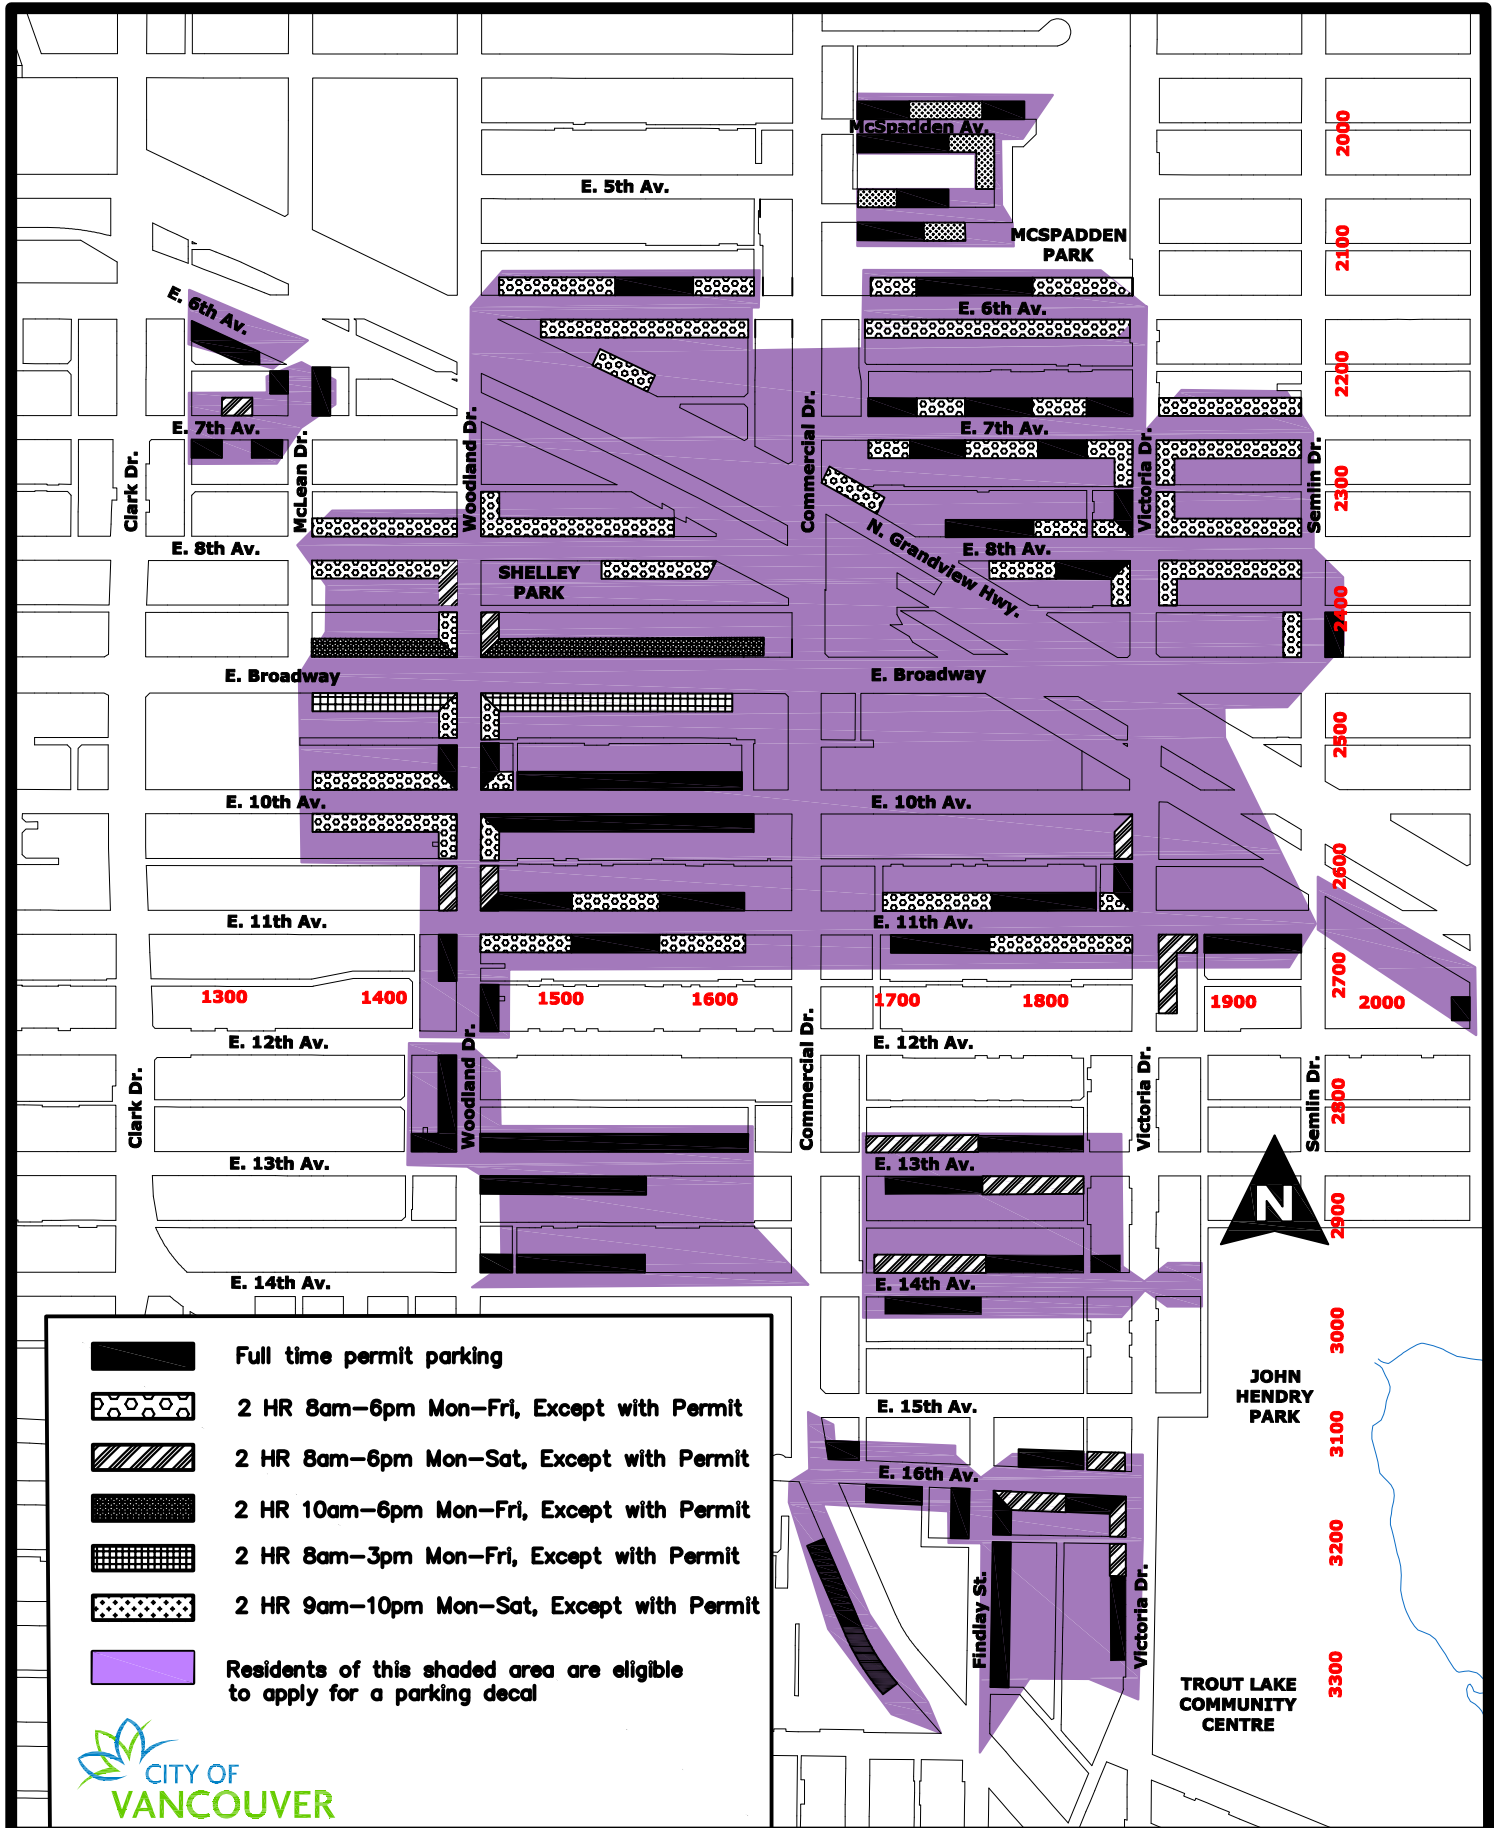 McSpadden Av.
2000
E. 5th Av.
MCSPADDEN
PARK
2100
E. 6th Av.
E. 6th Av.
2200
E. 7th Av.
E. 7th Av.
Clark Dr.
McLean Dr.
Woodland Dr.
Commercial Dr.
Victoria Dr.
Semlin Dr.
2300
E. 8th Av.
E. 8th Av.
N. Grandview Hwy.
SHELLEY
PARK
2400
E. Broadway
E. Broadway
2500
E. 10th Av.
E. 10th Av.
2600
E. 11th Av.
E. 11th Av.
2700
1300
1400
1500
1600
1700
1800
1900
2000
E. 12th Av.
E. 12th Av.
Clark Dr.
Woodland Dr.
Commercial Dr.
Victoria Dr.
Semlin Dr.
2800
E. 13th Av.
E. 13th Av.
N
2900
E. 14th Av.
E. 14th Av.
3000
JOHN
HENDRY
PARK
E. 15th Av.
3100
E. 16th Av.
3200
Findlay St.
Victoria Dr.
3300
TROUT LAKE
COMMUNITY
CENTRE
Full time permit parking
2 HR 8am-6pm Mon-Fri, Except with Permit
2 HR 8am-6pm Mon-Sat, Except with Permit
2 HR 10am-6pm Mon-Fri, Except with Permit
2 HR 8am-3pm Mon-Fri, Except with Permit
2 HR 9am-10pm Mon-Sat, Except with Permit
Residents of this shaded area are eligible
to apply for a parking decal
CITY OF
VANCOUVER